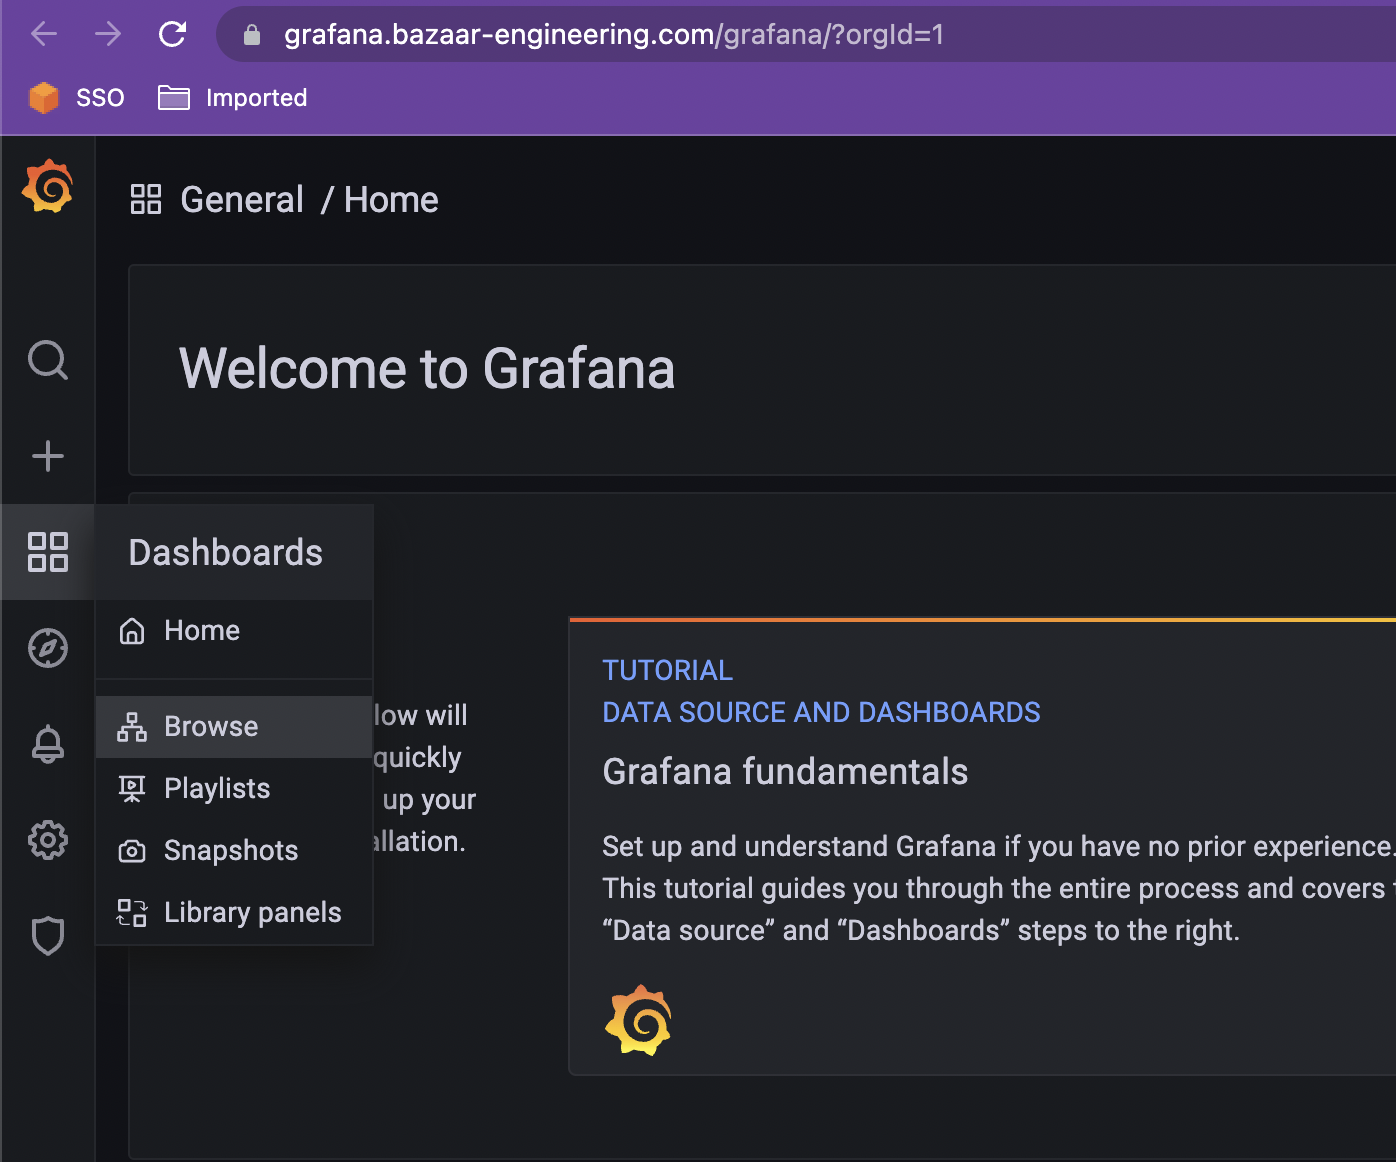 grafana.bazaar-engineering.com/grafana/?orgId=1
SSO
Imported
General / Home
Welcome to Grafana
Dashboards
Home
Browse
Playlists
Snapshots
Library panels
low will
quickly
up your
allation.
TUTORIAL
DATA SOURCE AND DASHBOARDS
Grafana fundamentals
Set up and understand Grafana if you have no prior experience.
This tutorial guides you through the entire process and covers
“Data source” and “Dashboards” steps to the right.